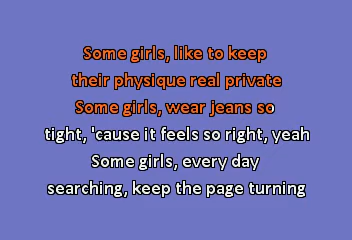 Some girls, like to keep
their physique real private
Some girls, wear jeans so
tight, 'cause it feels so right, yeah
Some girls, every day
searching, keep the page turning